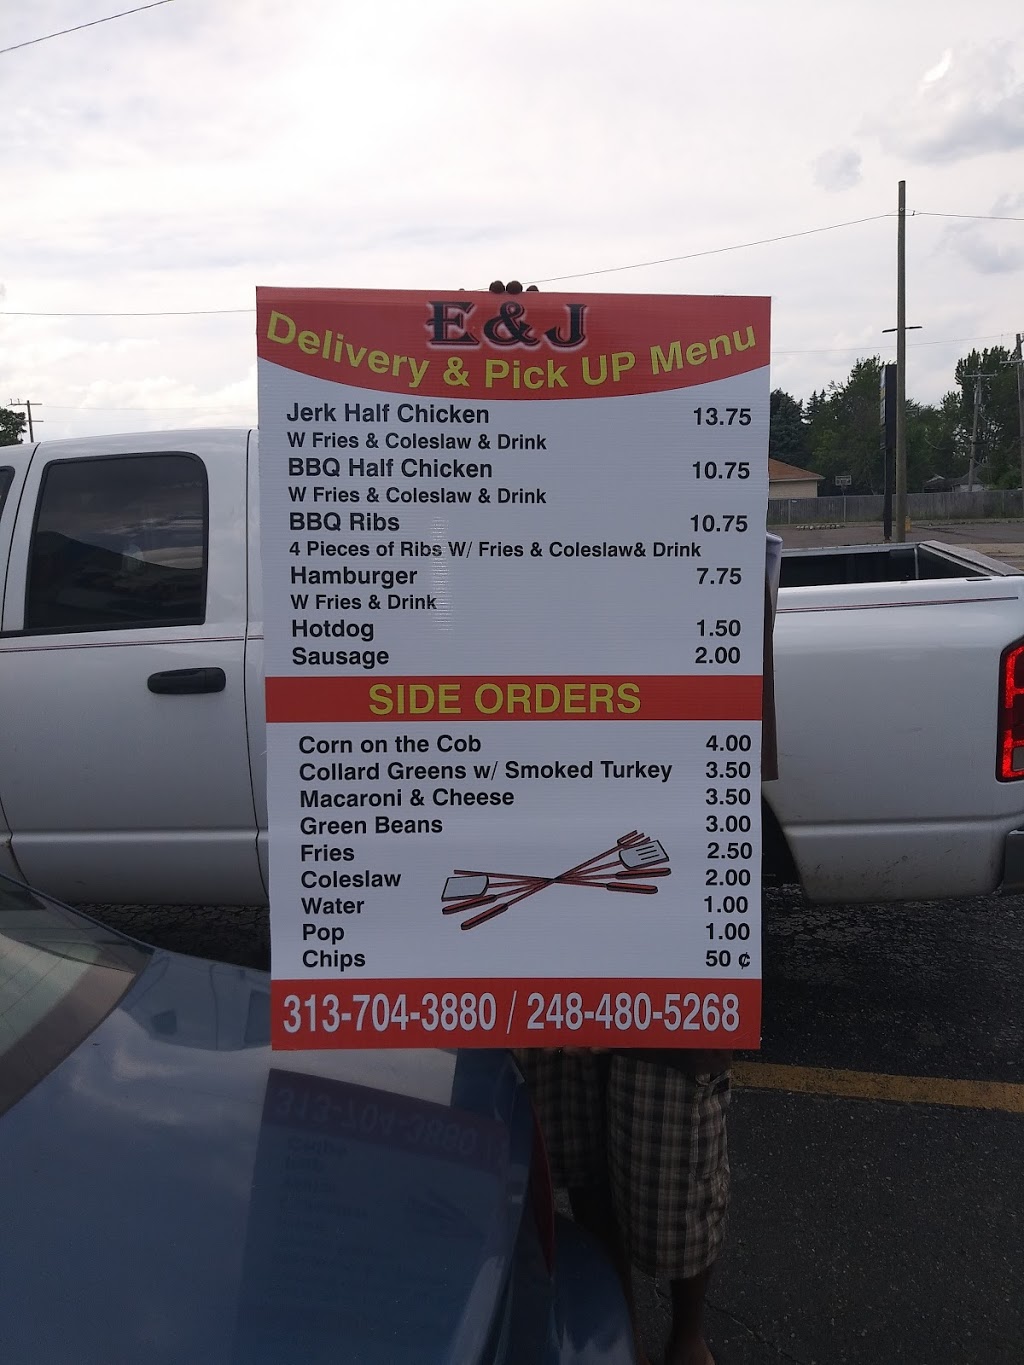 E&J
Delivery & Pick UP Menu
Jerk Half Chicken 13.75
W Fries & Coleslaw & Drink
BBQ Half Chicken 10.75
W Fries & Coleslaw & Drink
BBQ Ribs 10.75
4 Pieces of Ribs W/ Fries & Coleslaw& Drink
Hamburger 7.75
W Fries & Drink
Hotdog 1.50
Sausage 2.00
SIDE ORDERS
Corn on the Cob 4.00
Collard Greens w/ Smoked Turkey 3.50
Macaroni & Cheese 3.50
Green Beans 3.00
Fries 2.50
Coleslaw 2.00
Water 1.00
Pop 1.00
Chips 50 ¢
313-704-3880 / 248-480-5268